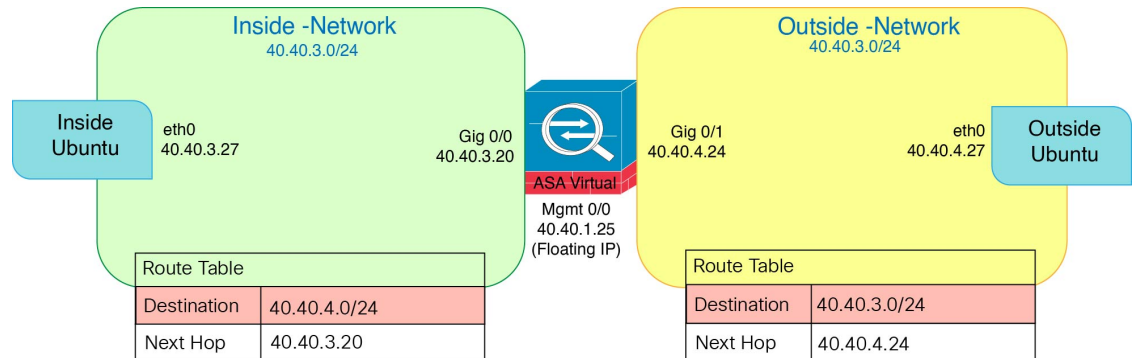 Inside -Network
40.40.3.0/24
Outside -Network
40.40.3.0/24
Inside
Ubuntu
eth0
40.40.3.27
Gig 0/0
40.40.3.20
ASA Virtual
Mgmt 0/0
40.40.1.25
(Floating IP)
Gig 0/1
40.40.4.24
eth0
40.40.4.27
Outside
Ubuntu
Route Table
Destination 40.40.4.0/24
Next Hop 40.40.3.20
Route Table
Destination 40.40.3.0/24
Next Hop 40.40.4.24